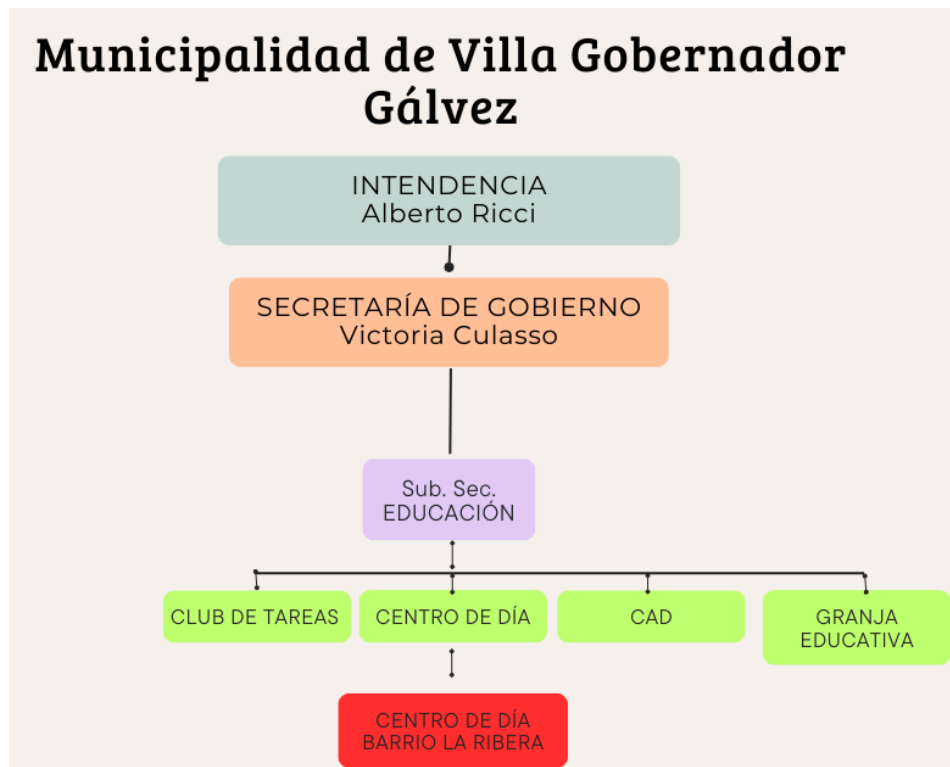 Municipalidad de Villa Gobernador
Gálvez
INTENDENCIA
Alberto Ricci
SECRETARÍA DE GOBIERNO
Victoria Culasso
Sub. Sec.
EDUCACIÓN
CLUB DE TAREAS
CENTRO DE DÍA
CAD
GRANJA
EDUCATIVA
CENTRO DE DÍA
BARRIO LA RIBERA